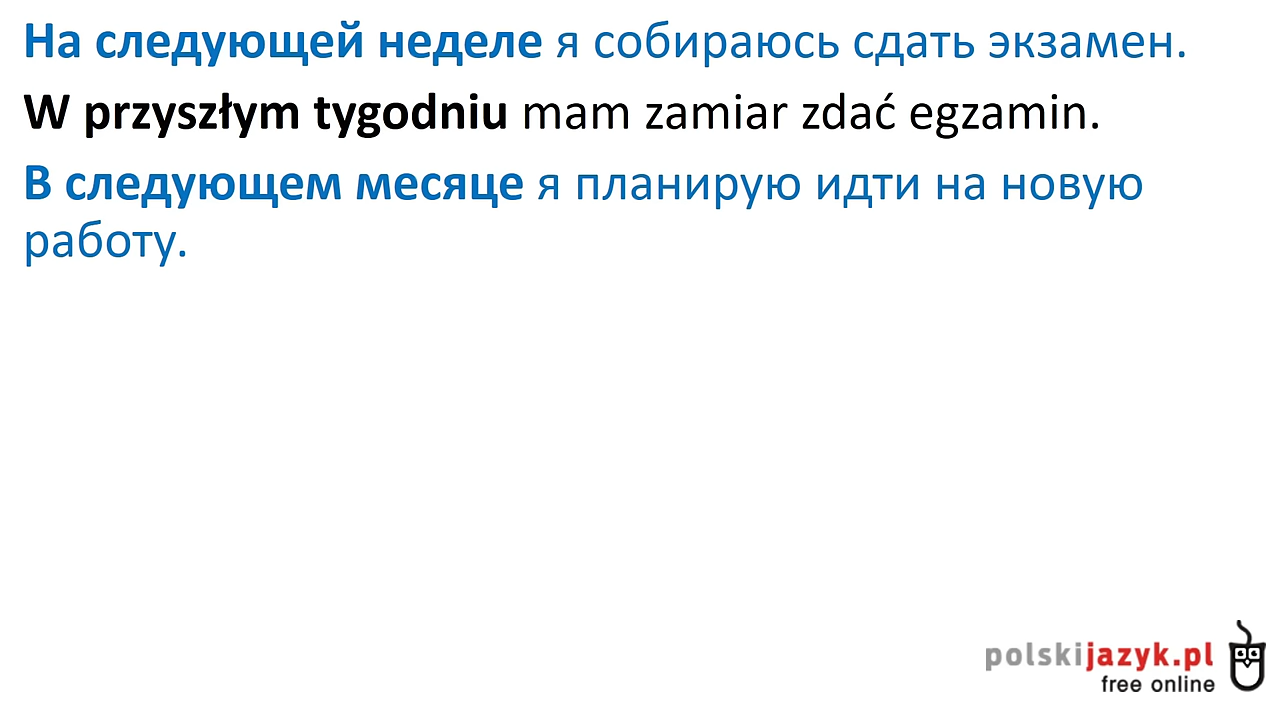 На следующей неделе я собираюсь сдать экзамен.
W przyszłym tygodniu mam zamiar zdać egzamin.
В следующем месяце я планирую идти на новую
работу.
polskijazyk.pl
free online